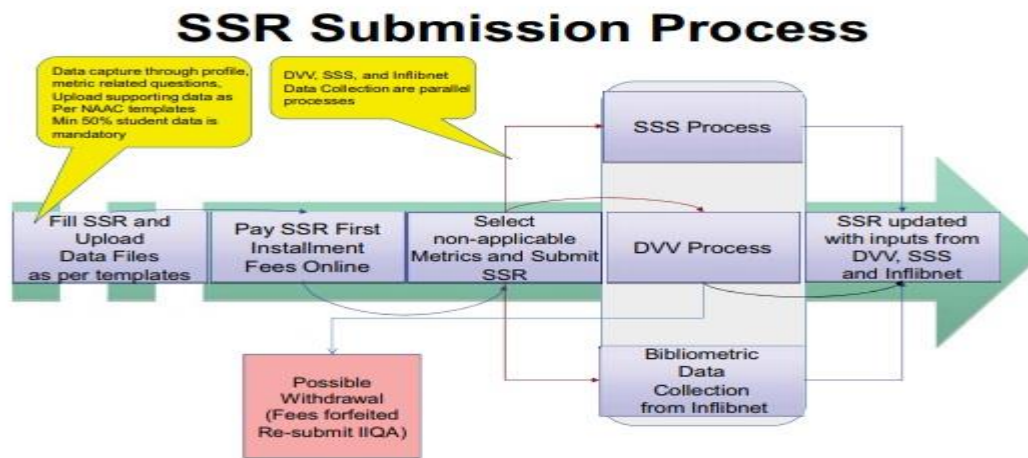 SSR Submission Process
Data capture through profile,
metric related questions,
Upload supporting data as
Per NAAC templates
Min 50% student data is
mandatory
DVV, SSS, and Inflibnet
Data Collection are parallel
processes
SSS Process
Fill SSR and
Upload
Data Files
as per templates
Pay SSR First
Installment
Fees Online
Select
non-applicable
Metrics and Submit
SSR
DVV Process
SSR updated
with inputs from
DVV, SSS
and Inflibnet
Possible
Withdrawal
(Fees forfeited
Re-submit IIQA)
Bibliometric
Data
Collection
from Inflibnet